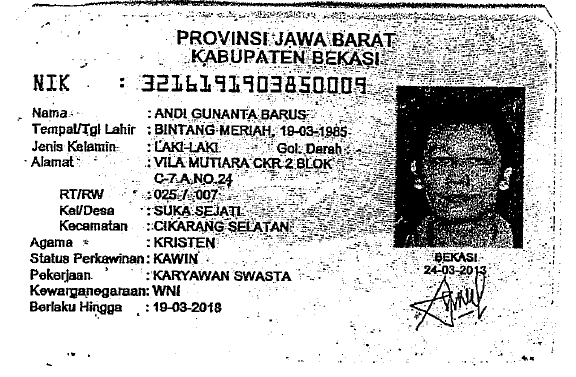 PROVINSI JAWA BARAT
KABUPATEN BEKASI
NIK : 3216191903850009
Nama : ANDI GUNANTA BARUS
Tempat/Tgl Lahir : BINTANG MERIAH, 19-03-1985
Jenis Kelamin : LAKI-LAKI Gol. Darah :
Alamat : VILA MUTIARA CKR 2 BLOK
C-7.A NO.24
RT/RW : 025 / 007
Kel/Desa : SUKA SEJATI
Kecamatan : CIKARANG SELATAN
Agama : KRISTEN
Status Perkawinan: KAWIN
Pekerjaan : KARYAWAN SWASTA
Kewarganegaraan: WNI
Berlaku Hingga : 19-03-2018
BEKASI
24-03-2013